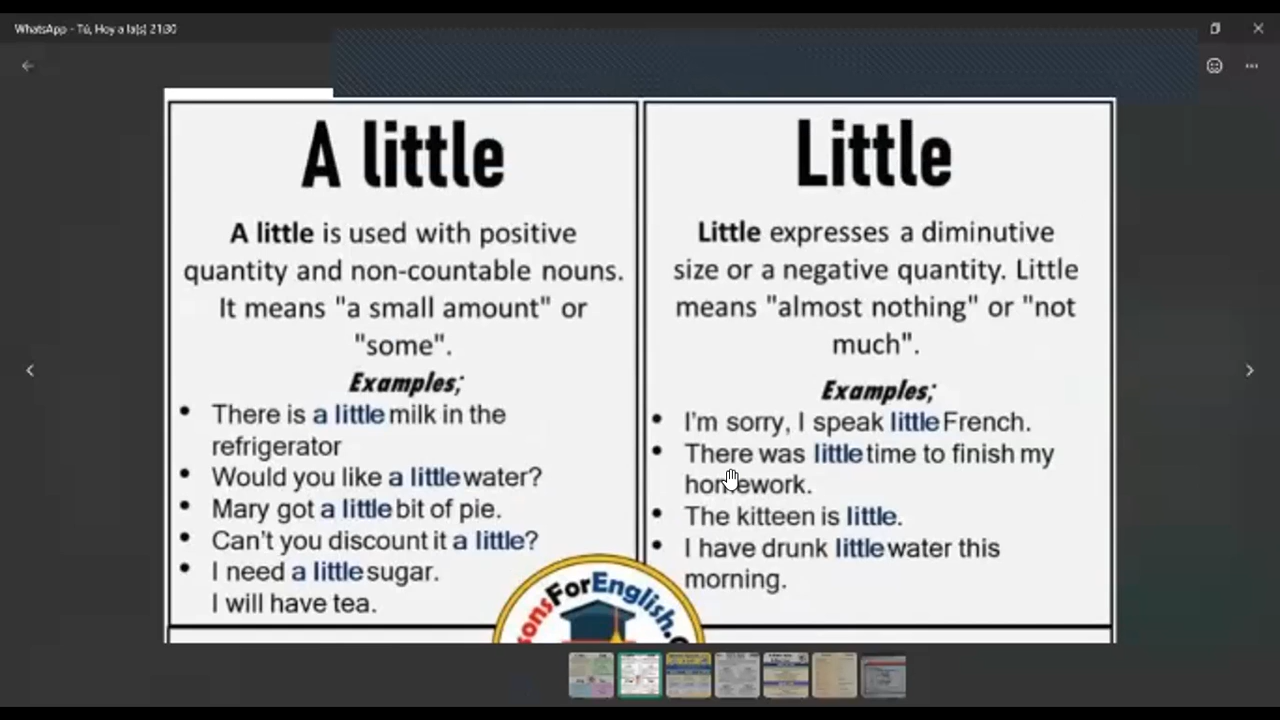 WhatsApp - Tú, Hoy a la(s) 21:30
A little
A little is used with positive
quantity and non-countable nouns.
It means "a small amount" or
"some".
Examples;
• There is a little milk in the
refrigerator
• Would you like a little water?
• Mary got a little bit of pie.
• Can't you discount it a little?
• I need a little sugar.
I will have tea.
Little
Little expresses a diminutive
size or a negative quantity. Little
means "almost nothing" or "not
much".
Examples;
• I'm sorry, I speak little French.
• There was little time to finish my
homework.
• The kitteen is little.
• I have drunk little water this
morning.
onsForEnglish.